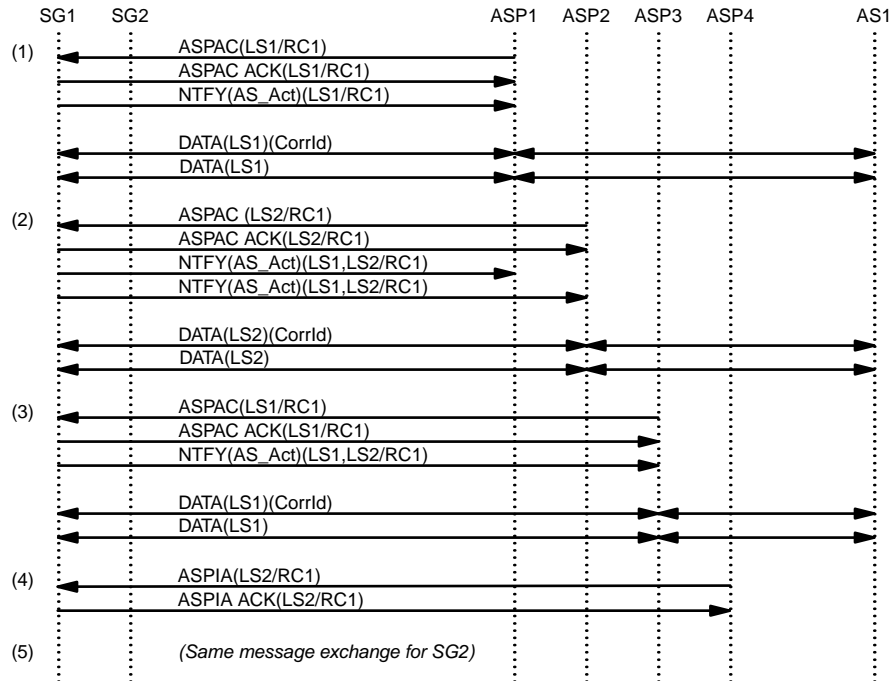 SG1 SG2 ASP1 ASP2 ASP3 ASP4 AS1
(1) ASPAC(LS1/RC1)
ASPAC ACK(LS1/RC1)
NTFY(AS_Act)(LS1/RC1)
DATA(LS1)(CorrId)
DATA(LS1)
(2) ASPAC (LS2/RC1)
ASPAC ACK(LS2/RC1)
NTFY(AS_Act)(LS1,LS2/RC1)
NTFY(AS_Act)(LS1,LS2/RC1)
DATA(LS2)(CorrId)
DATA(LS2)
(3) ASPAC(LS1/RC1)
ASPAC ACK(LS1/RC1)
NTFY(AS_Act)(LS1,LS2/RC1)
DATA(LS1)(CorrId)
DATA(LS1)
(4) ASPIA(LS2/RC1)
ASPIA ACK(LS2/RC1)
(5) (Same message exchange for SG2)